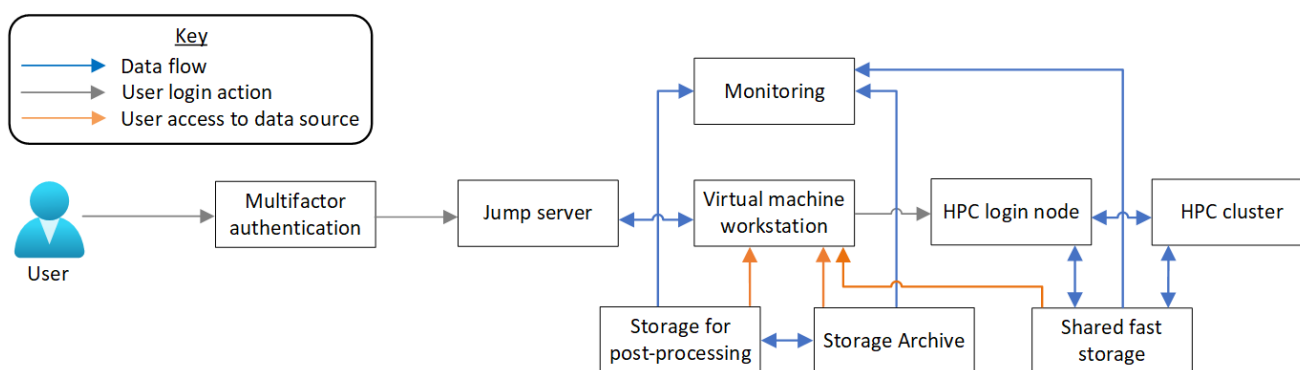 Key
Data flow
User login action
User access to data source
Monitoring
User
Multifactor
authentication
Jump server
Virtual machine
workstation
HPC login node
HPC cluster
Storage for
post-processing
Storage Archive
Shared fast
storage